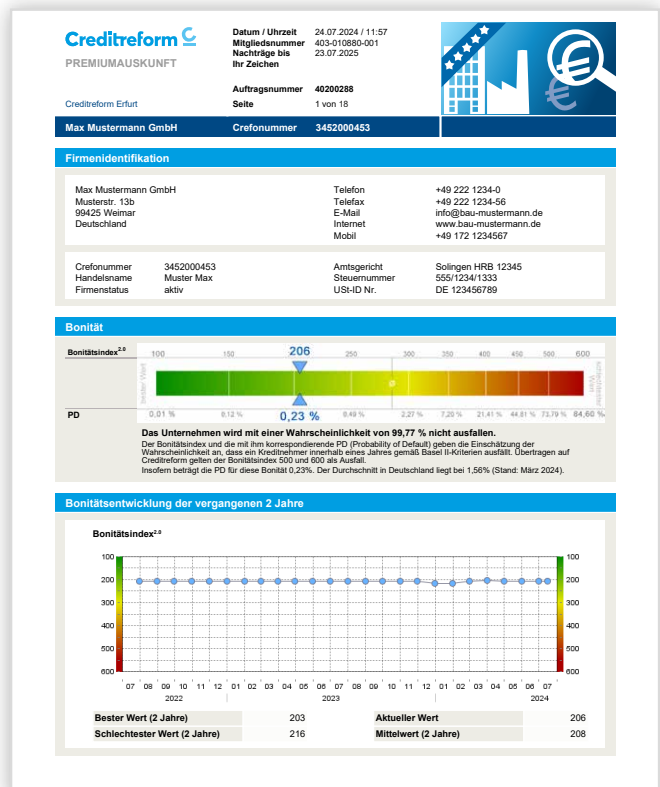 Creditreform C
PREMIUMAUSKUNFT
Creditreform Erfurt
Datum / Uhrzeit 24.07.2024 / 11:57
Mitgliedsnummer 403-010880-001
Nachträge bis 23.07.2025
Ihr Zeichen
Auftragsnummer 40200288
Seite 1 von 18
Max Mustermann GmbH Crefonummer 3452000453
Firmenidentifikation
Max Mustermann GmbH Telefon +49 222 1234-0
Musterstr. 13b Telefax +49 222 1234-56
99425 Weimar E-Mail info@bau-mustermann.de
Deutschland Internet www.bau-mustermann.de
Mobil +49 172 1234567
Crefonummer 3452000453 Amtsgericht Solingen HRB 12345
Handelsname Muster Max Steuernummer 555/1234/1333
Firmenstatus aktiv USt-ID Nr. DE 123456789
Bonität
Bonitätsindex2.0 100 150 206 250 300 350 400 450 500 600
bester Wert
schlechtester Wert
PD 0,01 % 0,12 % 0,23 % 0,49 % 2,27 % 7,20 % 21,41 % 44,81 % 73,79 % 84,60 %
Das Unternehmen wird mit einer Wahrscheinlichkeit von 99,77 % nicht ausfallen.
Der Bonitätsindex und die mit ihm korrespondierende PD (Probability of Default) geben die Einschätzung der
Wahrscheinlichkeit an, dass ein Kreditnehmer innerhalb eines Jahres gemäß Basel II-Kriterien ausfällt. Übertragen auf
Creditreform gelten der Bonitätsindex 500 und 600 als Ausfall.
Insofern beträgt die PD für diese Bonität 0,23%. Der Durchschnitt in Deutschland liegt bei 1,56% (Stand: März 2024).
Bonitätsentwicklung der vergangenen 2 Jahre
Bonitätsindex2.0
100 100
200 200
300 300
400 400
500 500
600 600
07 08 09 10 11 12 01 02 03 04 05 06 07 08 09 10 11 12 01 02 03 04 05 06 07
2022 2023 2024
Bester Wert (2 Jahre) 203 Aktueller Wert 206
Schlechtester Wert (2 Jahre) 216 Mittelwert (2 Jahre) 208